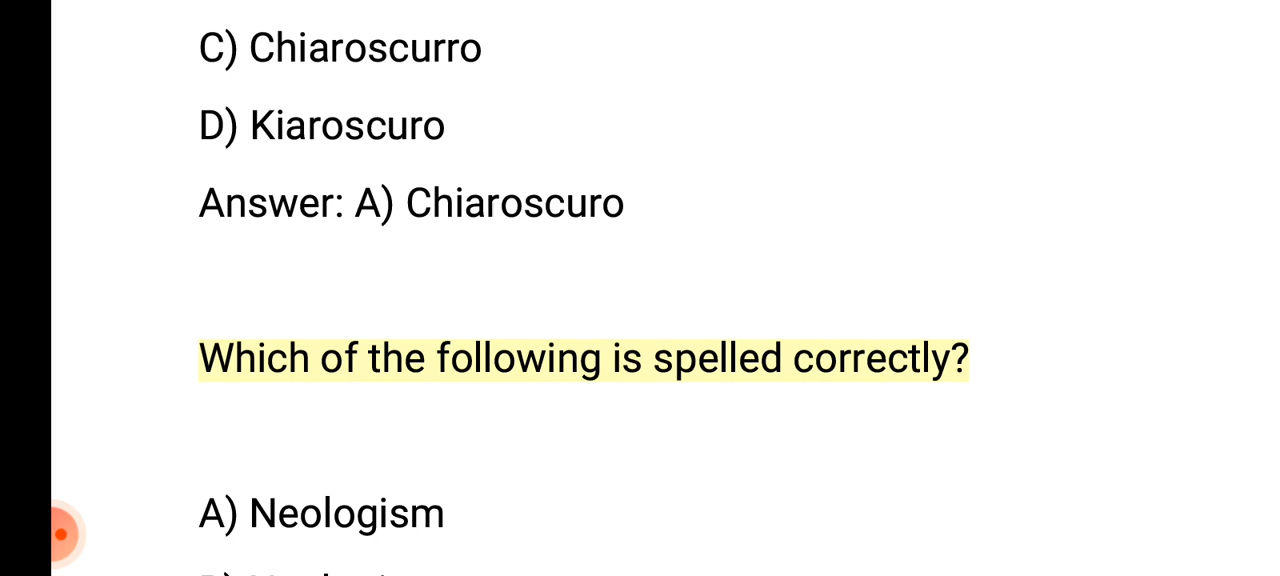 C) Chiaroscurro
D) Kiaroscuro
Answer: A) Chiaroscuro
Which of the following is spelled correctly?
A) Neologism